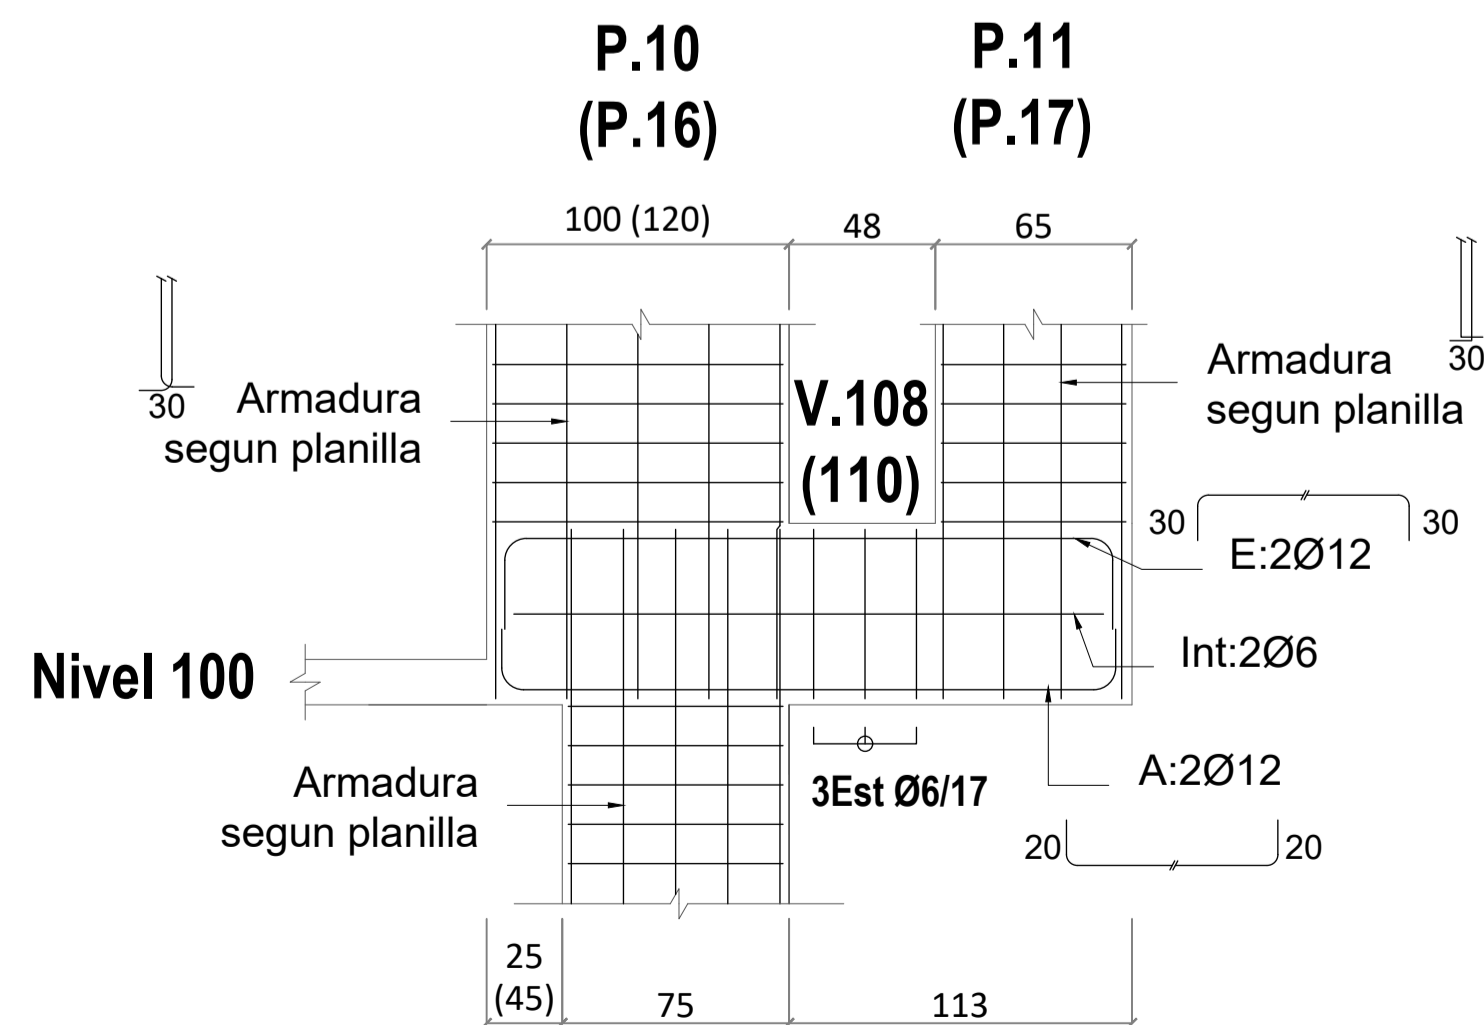 P.10
(P.16)
P.11
(P.17)
100 (120)
48
65
30
Armadura
segun planilla
V.108
(110)
Armadura
segun planilla
30
30
30
E:2Ø12
Int:2Ø6
Nivel 100
A:2Ø12
3Est Ø6/17
Armadura
segun planilla
20
20
25
(45)
75
113